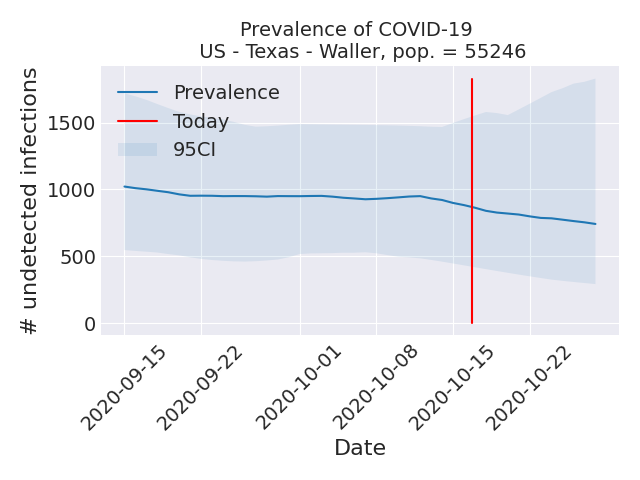 Prevalence of COVID-19
US - Texas - Waller, pop. = 55246
# undetected infections
1500
1000
500
0
Prevalence
Today
95CI
2020-09-15
2020-09-22
2020-10-01
2020-10-08
2020-10-15
2020-10-22
Date